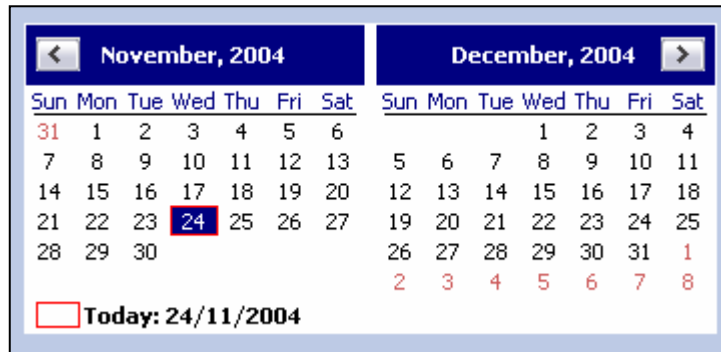 November, 2004
Sun Mon Tue Wed Thu Fri Sat
31 1 2 3 4 5 6
7 8 9 10 11 12 13
14 15 16 17 18 19 20
21 22 23 24 25 26 27
28 29 30
December, 2004
Sun Mon Tue Wed Thu Fri Sat
1 2 3 4
5 6 7 8 9 10 11
12 13 14 15 16 17 18
19 20 21 22 23 24 25
26 27 28 29 30 31 1
2 3 4 5 6 7 8
Today: 24/11/2004